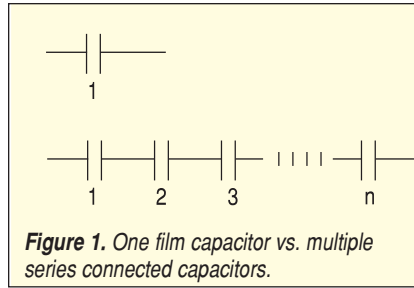 1
1 2 3 n
Figure 1. One film capacitor vs. multiple
series connected capacitors.